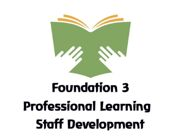 Foundation 3
Professional Learning
Staff Development